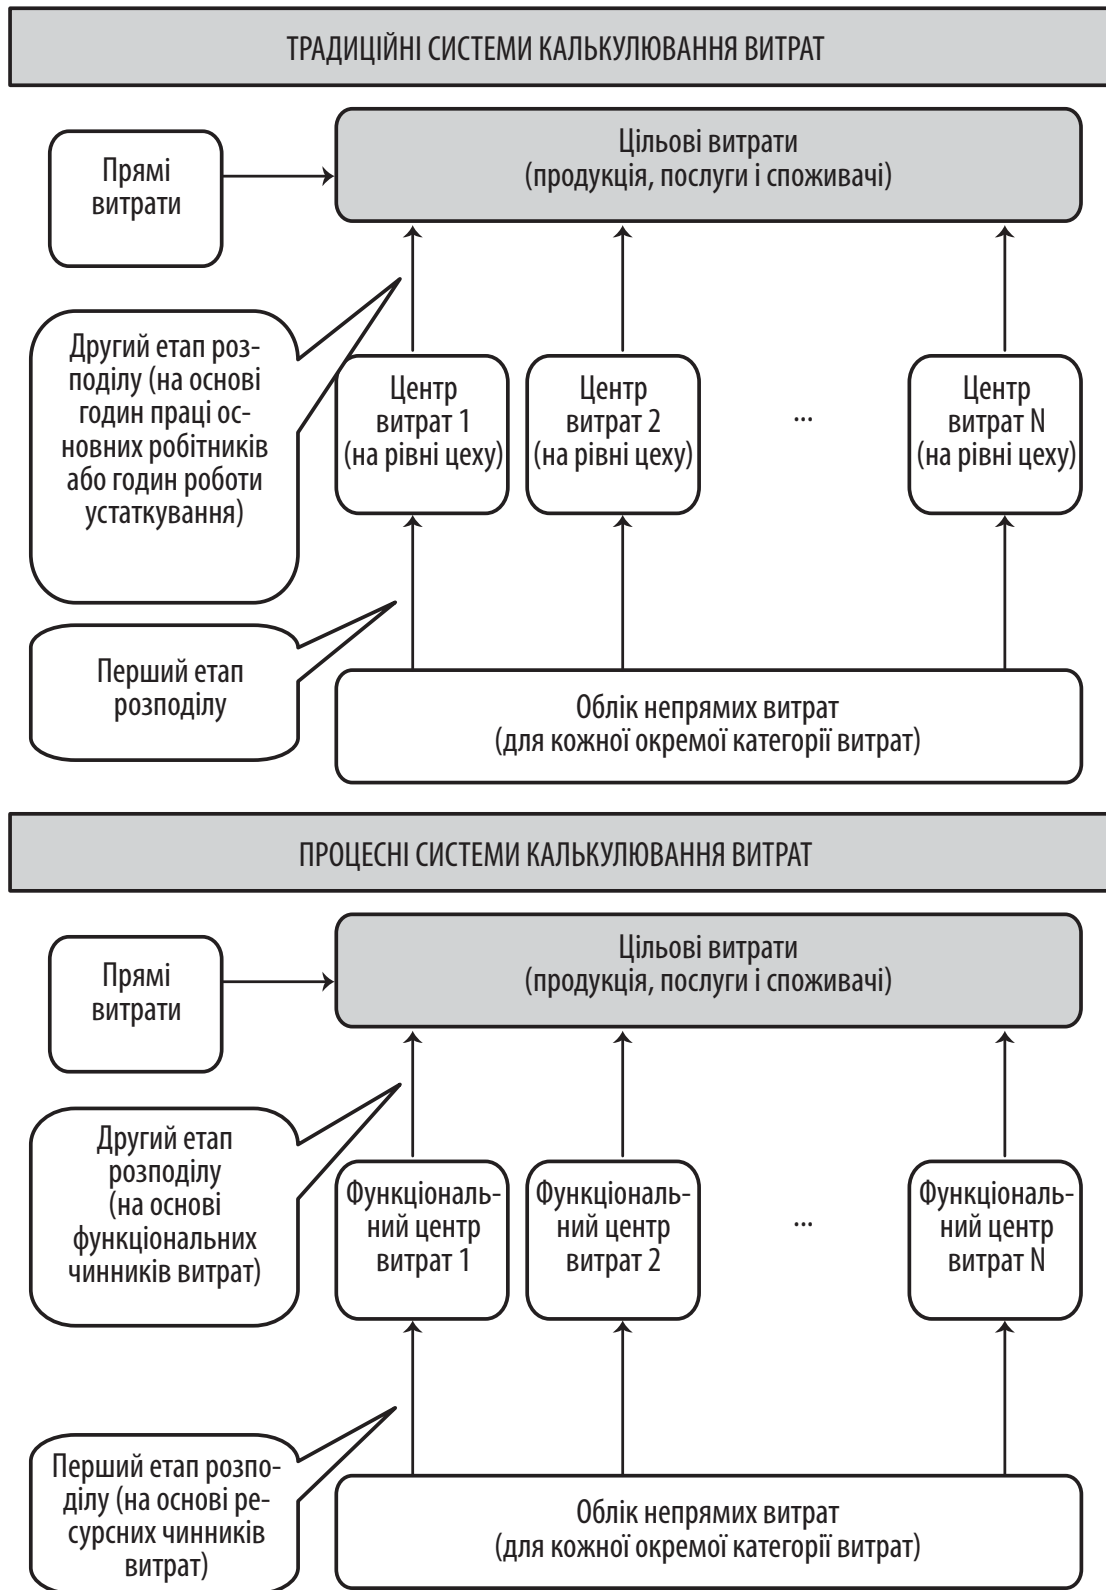 ТРАДИЦІЙНІ СИСТЕМИ КАЛЬКУЛЮВАННЯ ВИТРАТ
Прямі
витрати
Цільові витрати
(продукція, послуги і споживачі)
Другий етап роз-
поділу (на основі
годин праці ос-
новних робітників
або годин роботи
устаткування)
Центр
витрат 1
(на рівні цеху)
Центр
витрат 2
(на рівні цеху)
...
Центр
витрат N
(на рівні цеху)
Перший етап
розподілу
Облік непрямих витрат
(для кожної окремої категорії витрат)
ПРОЦЕСНІ СИСТЕМИ КАЛЬКУЛЮВАННЯ ВИТРАТ
Прямі
витрати
Цільові витрати
(продукція, послуги і споживачі)
Другий етап
розподілу
(на основі
функціональних
чинників витрат)
Функціональ-
ний центр
витрат 1
Функціональ-
ний центр
витрат 2
...
Функціональ-
ний центр
витрат N
Перший етап розпо-
ділу (на основі ре-
сурсних чинників
витрат)
Облік непрямих витрат
(для кожної окремої категорії витрат)